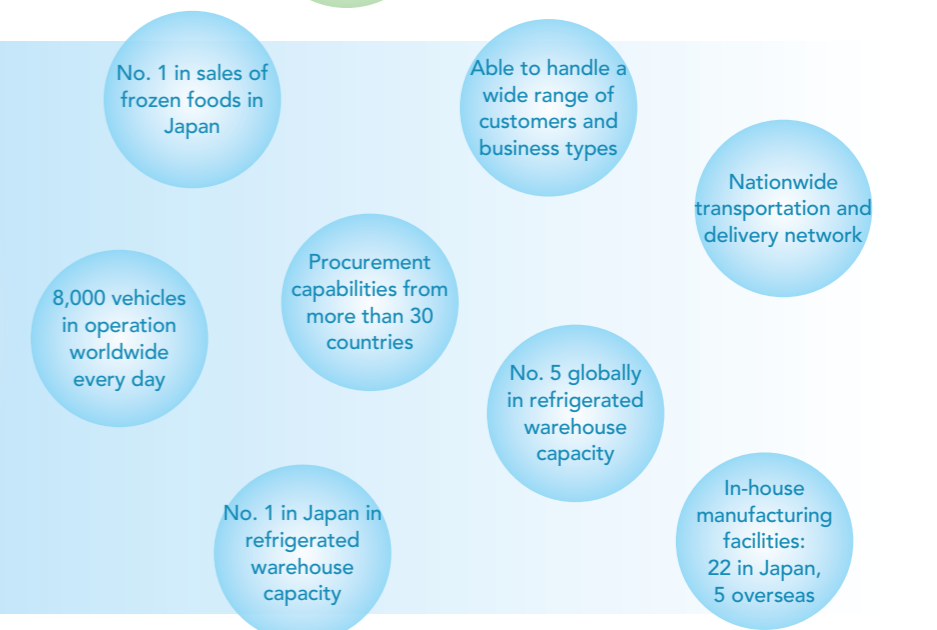 No. 1 in sales of
frozen foods in
Japan
Able to handle a
wide range of
customers and
business types
Nationwide
transportation and
delivery network
8,000 vehicles
in operation
worldwide
every day
Procurement
capabilities from
more than 30
countries
No. 5 globally
in refrigerated
warehouse
capacity
No. 1 in Japan in
refrigerated
warehouse
capacity
In-house
manufacturing
facilities:
22 in Japan,
5 overseas